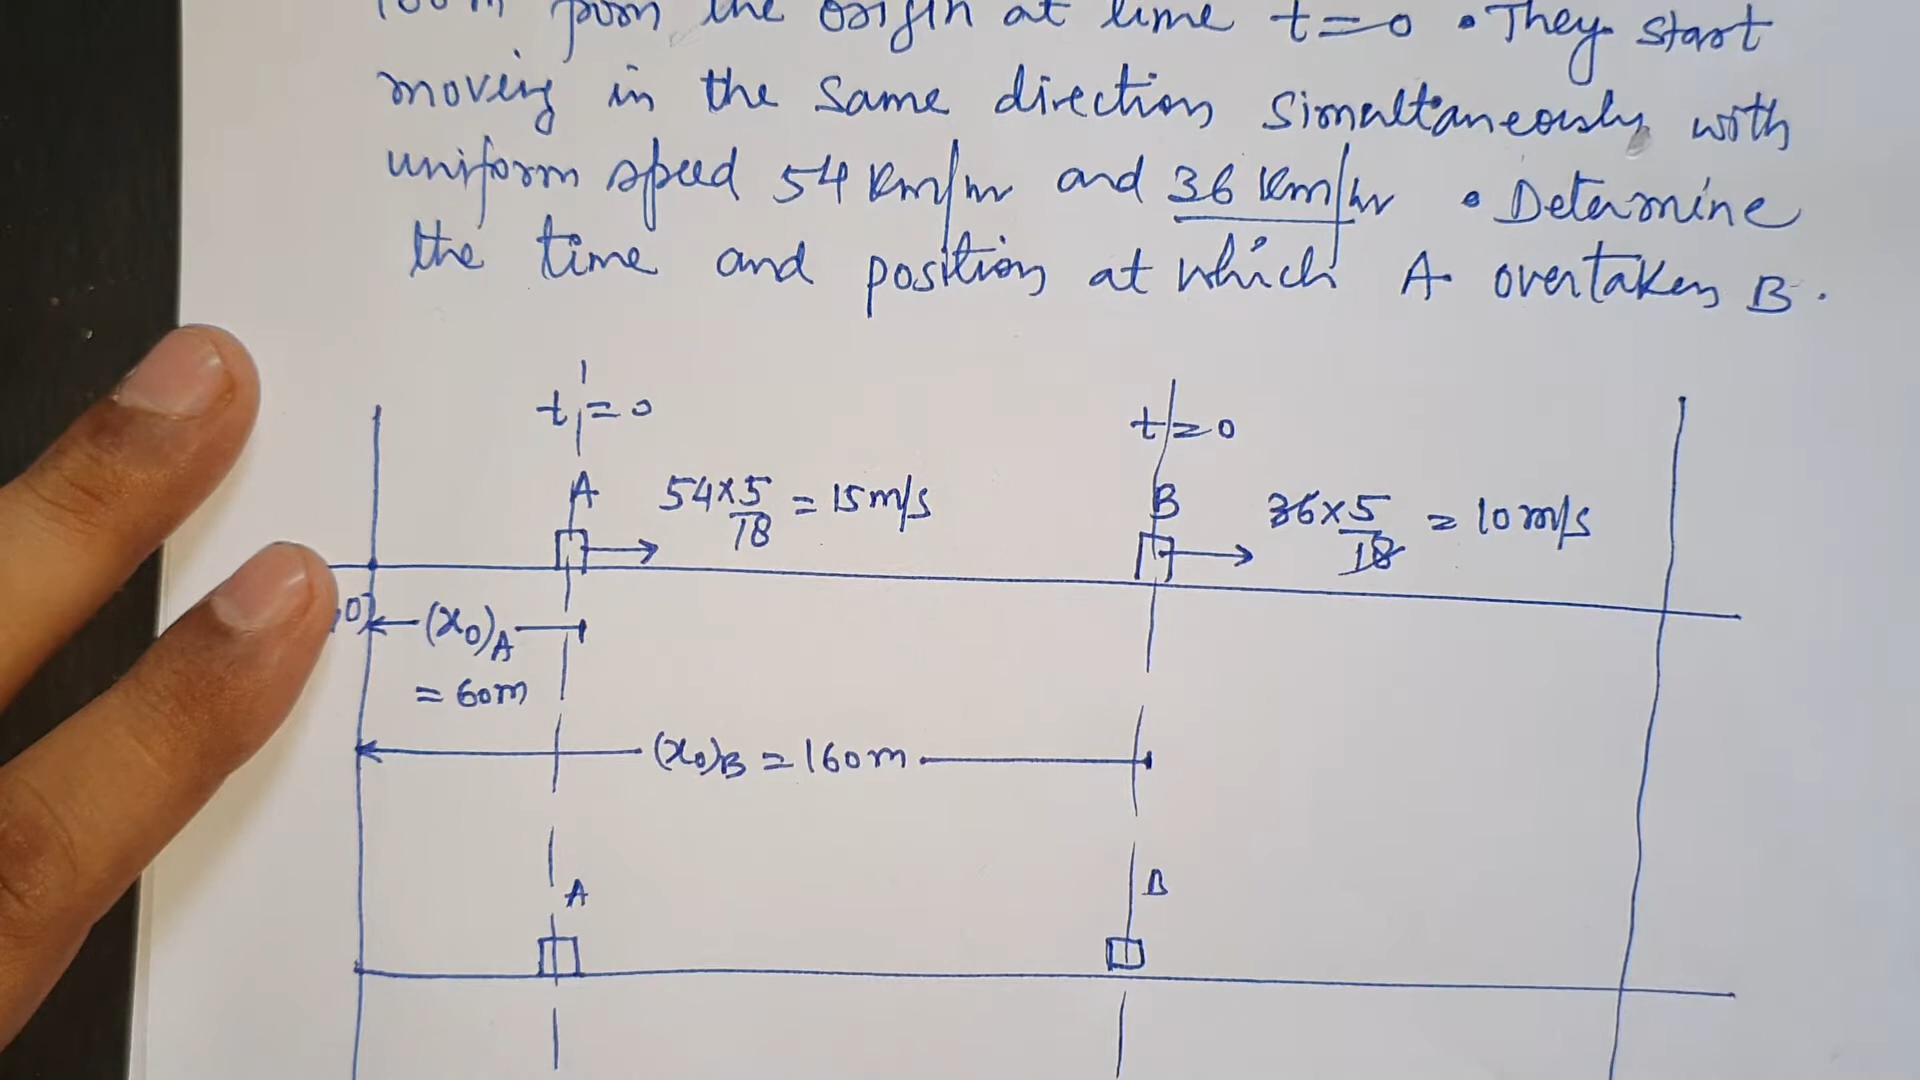 from the origin at time t=0. They start
moving in the same direction simultaneously with
uniform speed 54 km/hr and 36 km/hr. Determine
the time and position at which A overtakes B.
t=0
t=0
A 54×5/18 = 15m/s
B 36×5/18 = 10m/s
(x₀)A
= 60m
(x₀)B = 160m
A B